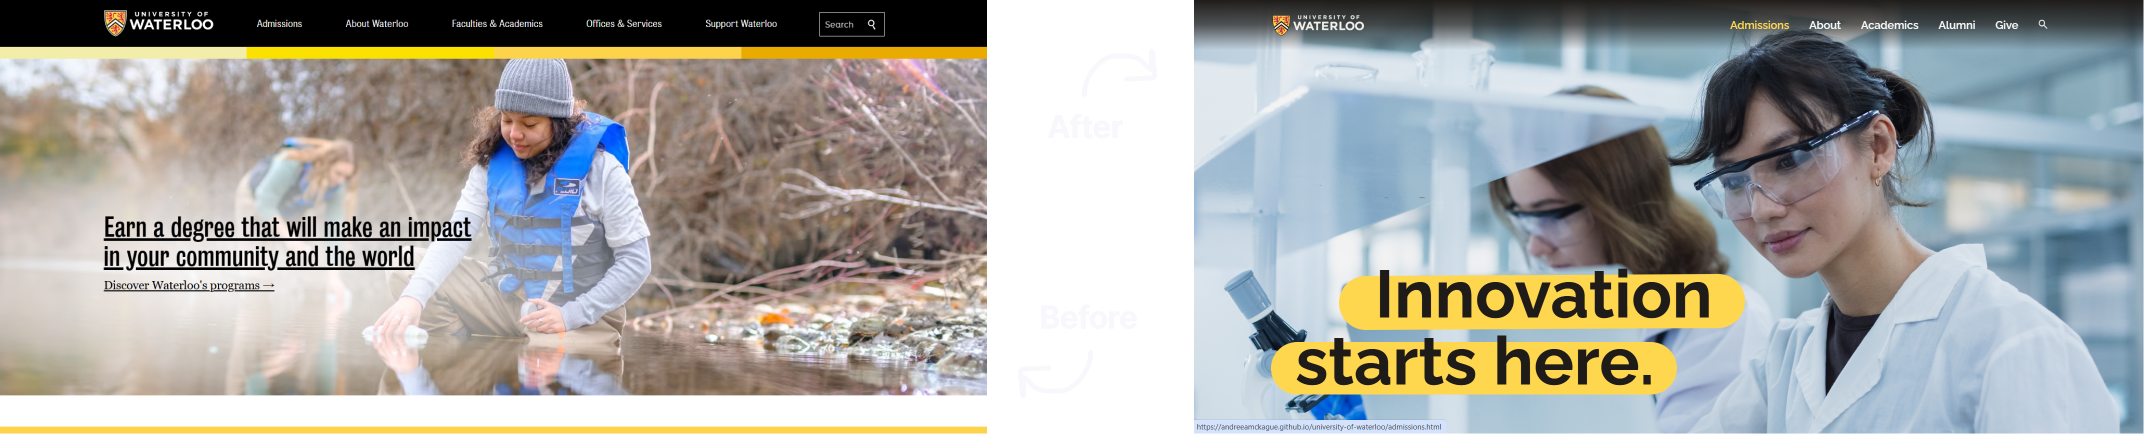 UNIVERSITY OF
WATERLOO
Admissions
About Waterloo
Faculties & Academics
Offices & Services
Support Waterloo
Search
Earn a degree that will make an impact
in your community and the world
Discover Waterloo's programs →
After
Before
UNIVERSITY OF
WATERLOO
Admissions
About
Academics
Alumni
Give
Innovation
starts here.
https://andreeamckague.github.io/university-of-waterloo/admissions.html